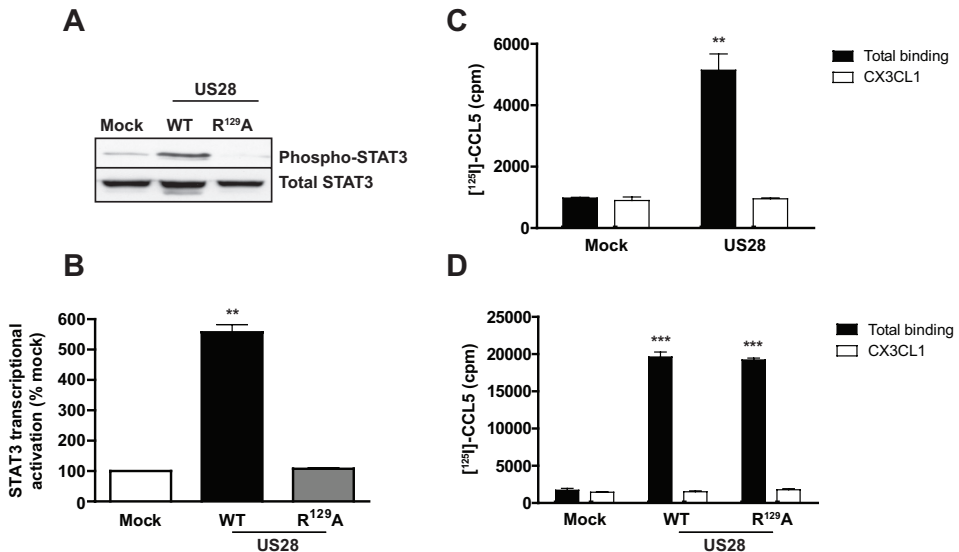 A
US28
Mock WT R¹²⁹A
Phospho-STAT3
Total STAT3
B
STAT3 transcriptional
activation (% mock)
600
500
400
300
200
100
0
**
Mock WT R¹²⁹A
US28
C
[¹²⁵I]-CCL5 (cpm)
6000
4000
2000
0
**
Mock US28
Total binding
CX3CL1
D
[¹²⁵I]-CCL5 (cpm)
25000
20000
15000
10000
5000
0
*** ***
Mock WT R¹²⁹A
US28
Total binding
CX3CL1